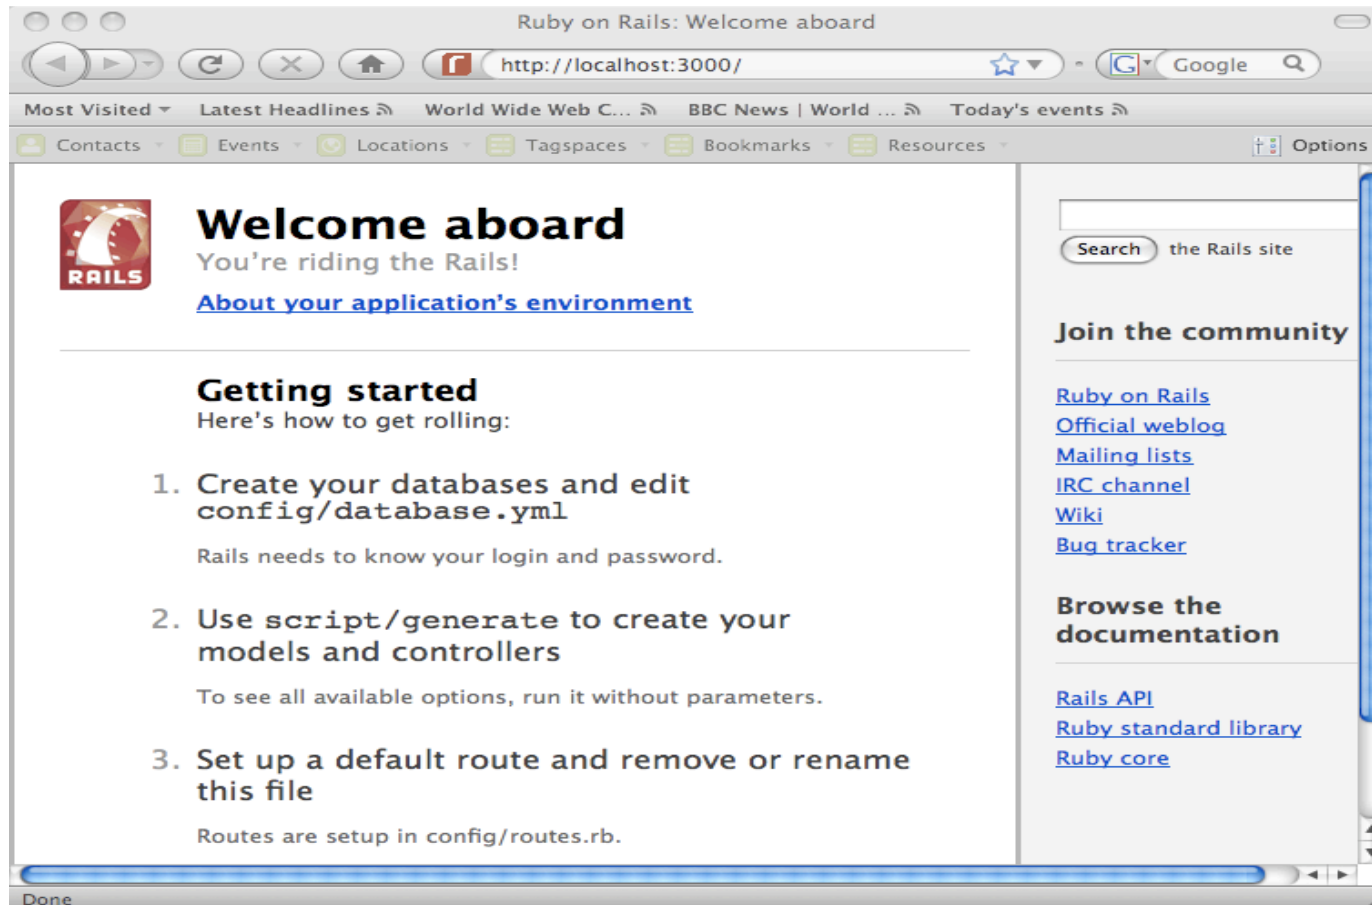 Ruby on Rails: Welcome aboard
http://localhost:3000/
Google
Most Visited Latest Headlines World Wide Web C... BBC News | World ... Today's events
Contacts Events Locations Tagspaces Bookmarks Resources Options
RAILS
Welcome aboard
You're riding the Rails!
About your application's environment
Getting started
Here's how to get rolling:
1. Create your databases and edit
config/database.yml
Rails needs to know your login and password.
2. Use script/generate to create your
models and controllers
To see all available options, run it without parameters.
3. Set up a default route and remove or rename
this file
Routes are setup in config/routes.rb.
Search the Rails site
Join the community
Ruby on Rails
Official weblog
Mailing lists
IRC channel
Wiki
Bug tracker
Browse the
documentation
Rails API
Ruby standard library
Ruby core
Done